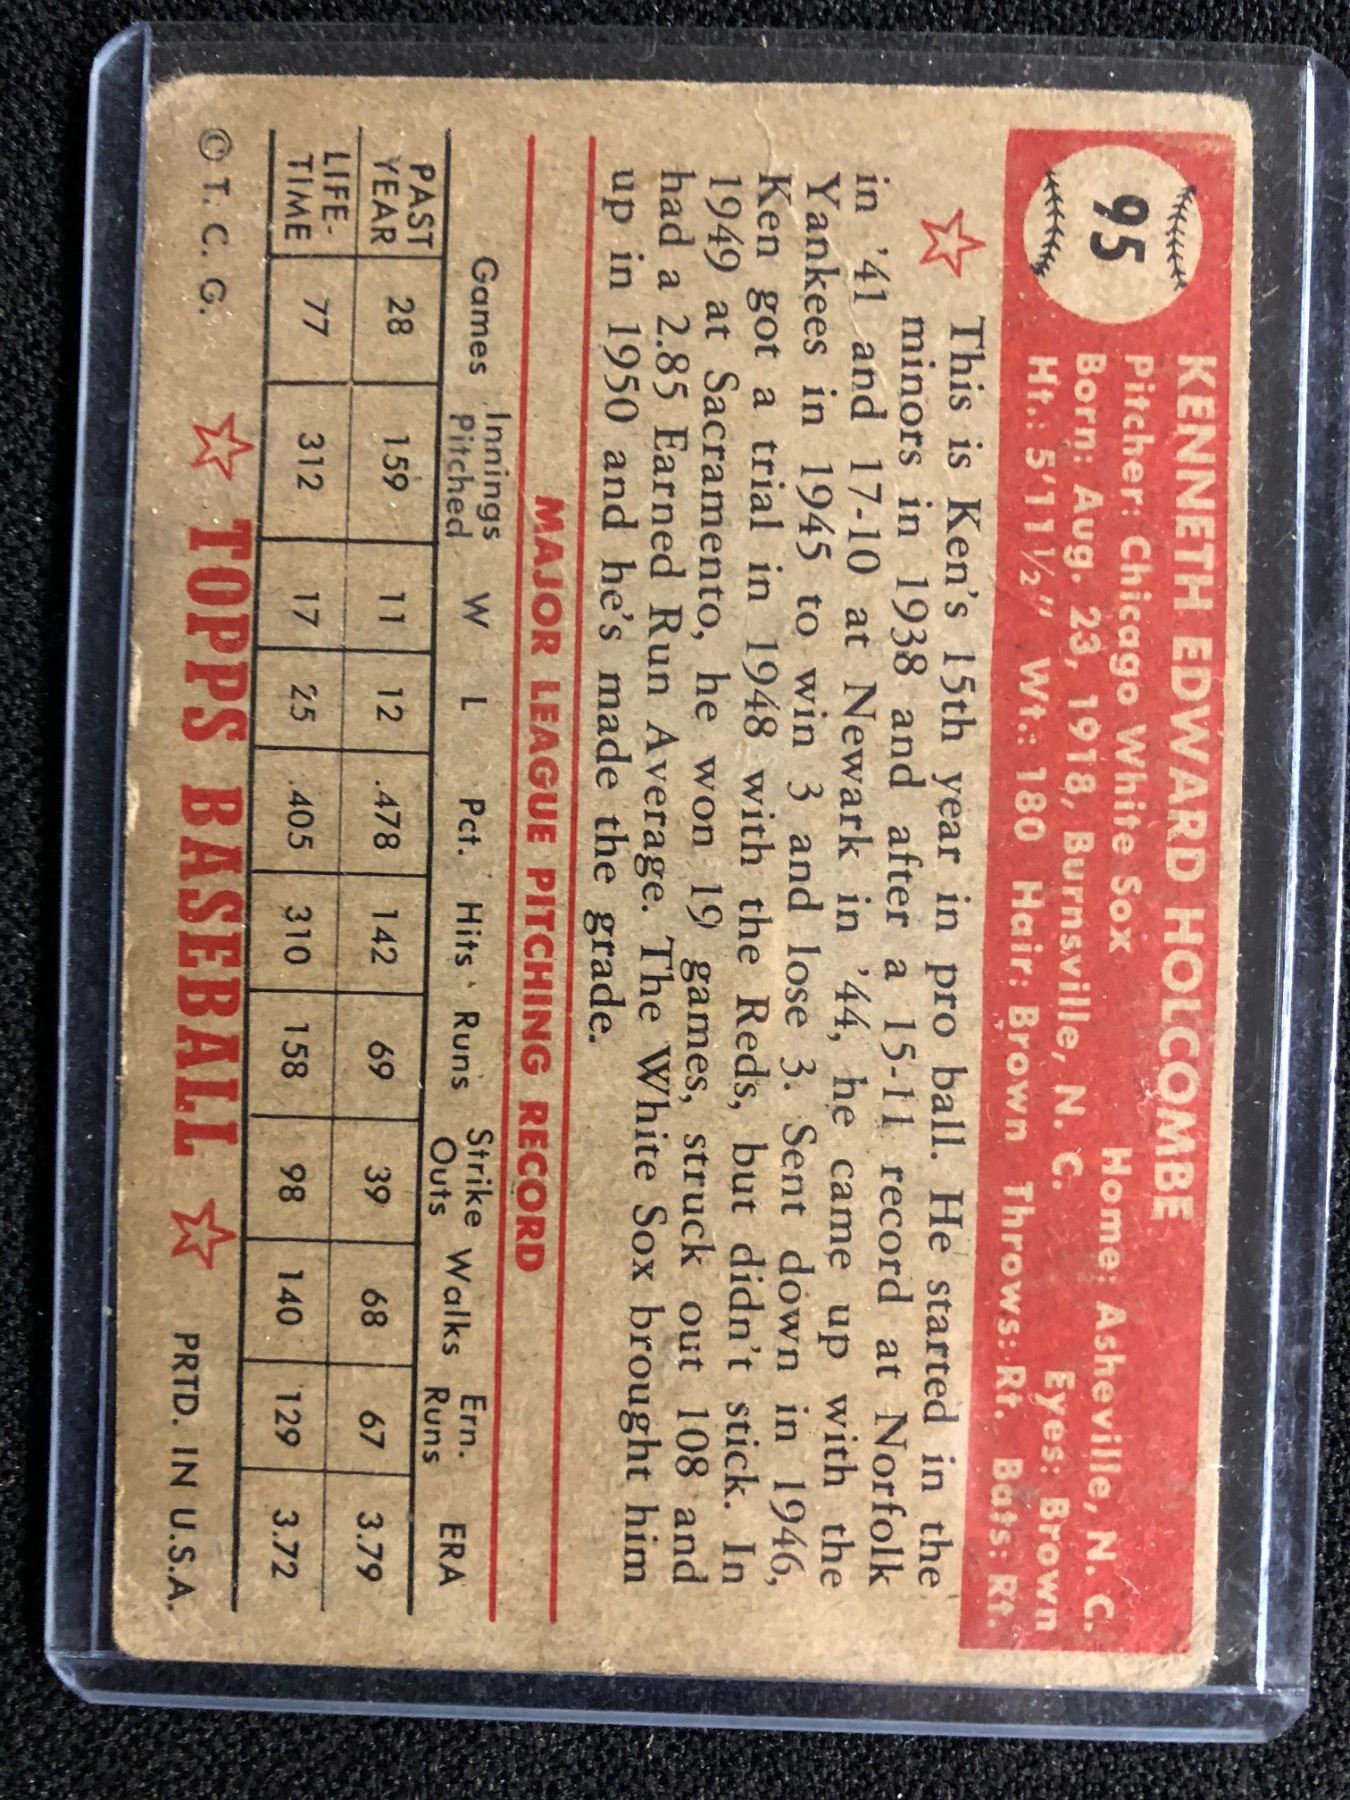 95
KENNETH EDWARD HOLCOMBE
Pitcher: Chicago White Sox Home: Asheville, N. C.
Born: Aug. 23, 1918, Burnsville, N. C. Eyes: Brown
Ht.: 5'11½" Wt.: 180 Hair: Brown Throws: Rt. Bats: Rt.
This is Ken's 15th year in pro ball. He started in the
minors in 1938 and after a 15-11 record at Norfolk
in '41 and 17-10 at Newark in '44, he came up with the
Yankees in 1945 to win 3 and lose 3. Sent down in 1946,
Ken got a trial in 1948 with the Reds, but didn't stick. In
1949 at Sacramento, he won 19 games, struck out 108 and
had a 2.85 Earned Run Average. The White Sox brought him
up in 1950 and he's made the grade.
MAJOR LEAGUE PITCHING RECORD
Games Innings Pitched W L Pct. Hits Runs Strike Outs Walks Ern. Runs ERA
PAST YEAR 28 159 11 12 .478 142 69 39 68 67 3.79
LIFE-TIME 77 312 17 25 .405 310 158 98 140 129 3.72
© T. C. G. TOPPS BASEBALL PRTD. IN U.S.A.